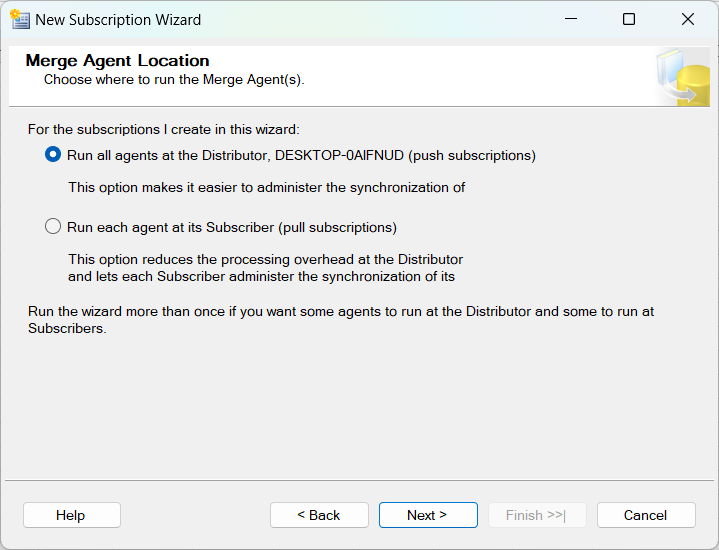 New Subscription Wizard
Merge Agent Location
Choose where to run the Merge Agent(s).
For the subscriptions I create in this wizard:
Run all agents at the Distributor, DESKTOP-0AIFNUD (push subscriptions)
This option makes it easier to administer the synchronization of
Run each agent at its Subscriber (pull subscriptions)
This option reduces the processing overhead at the Distributor
and lets each Subscriber administer the synchronization of its
Run the wizard more than once if you want some agents to run at the Distributor and some to run at
Subscribers.
Help
< Back
Next >
Finish >>|
Cancel